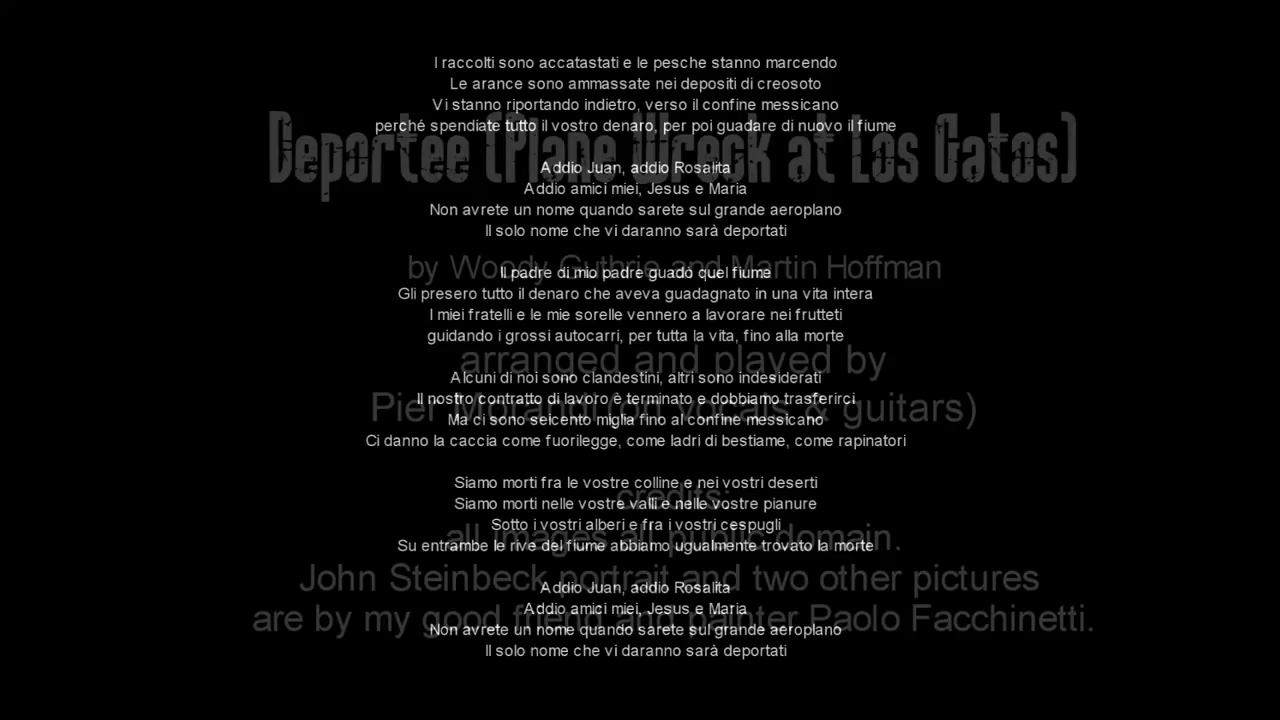 I raccolti sono accatastati e le pesche stanno marcendo
Le arance sono ammassate nei depositi di creosoto
Vi stanno riportando indietro, verso il confine messicano
perché spendiate tutto il vostro denaro, per poi guadare di nuovo il fiume
Addio Juan, addio Rosalita
Addio amici miei, Jesus e Maria
Non avrete un nome quando sarete sul grande aeroplano
Il solo nome che vi daranno sarà deportati
Il padre di mio padre guadò quel fiume
Gli presero tutto il denaro che aveva guadagnato in una vita intera
I miei fratelli e le mie sorelle vennero a lavorare nei frutteti
guidando i grossi autocarri, per tutta la vita, fino alla morte
Alcuni di noi sono clandestini, altri sono indesiderati
Il nostro contratto di lavoro è terminato e dobbiamo trasferirci
Ma ci sono seicento miglia fino al confine messicano
Ci danno la caccia come fuorilegge, come ladri di bestiame, come rapinatori
Siamo morti fra le vostre colline e nei vostri deserti
Siamo morti nelle vostre valli e nelle vostre pianure
Sotto i vostri alberi e fra i vostri cespugli
Su entrambe le rive del fiume abbiamo ugualmente trovato la morte
Addio Juan, addio Rosalita
Addio amici miei, Jesus e Maria
Non avrete un nome quando sarete sul grande aeroplano
Il solo nome che vi daranno sarà deportati
Deportee (Plane Wreck at Los Gatos)
by Woody Guthrie and Martin Hoffman
arranged and played by
Pier vocals & guitars)
credits:
all images all public domain.
John Steinbeck portrait and two other pictures
are by my good friend and painter Paolo Facchinetti.